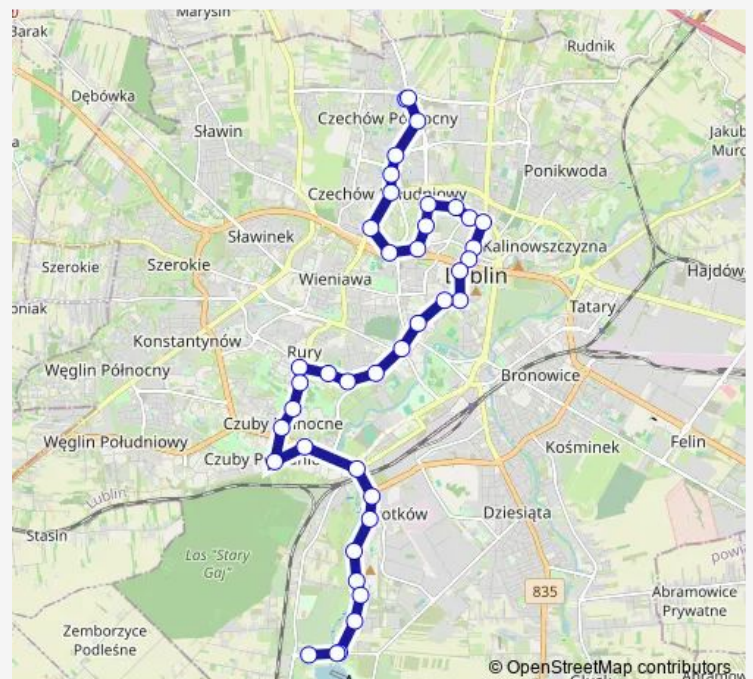 Marysin
Barak
Rudnik
Dębówka
Czechów Północny
Sławin
Jakub
Murc
Ponikwoda
Czechów Południowy
Sławinek
Kalinowszczyzna
Szerokie
Szerokie
Lublin
Hajdów
Wieniawa
Tatary
Konstantynów
Rury
Węglin Północny
Bronowice
Czuby Północne
Węglin Południowy
Kośminek
Felin
Czuby
Lublin
Stasin
Dziesiąta
Las "Stary
Gaj"
835
Abramowice
Prywatne
Zemborzyce
Podleśne
© OpenStreetMap contributors